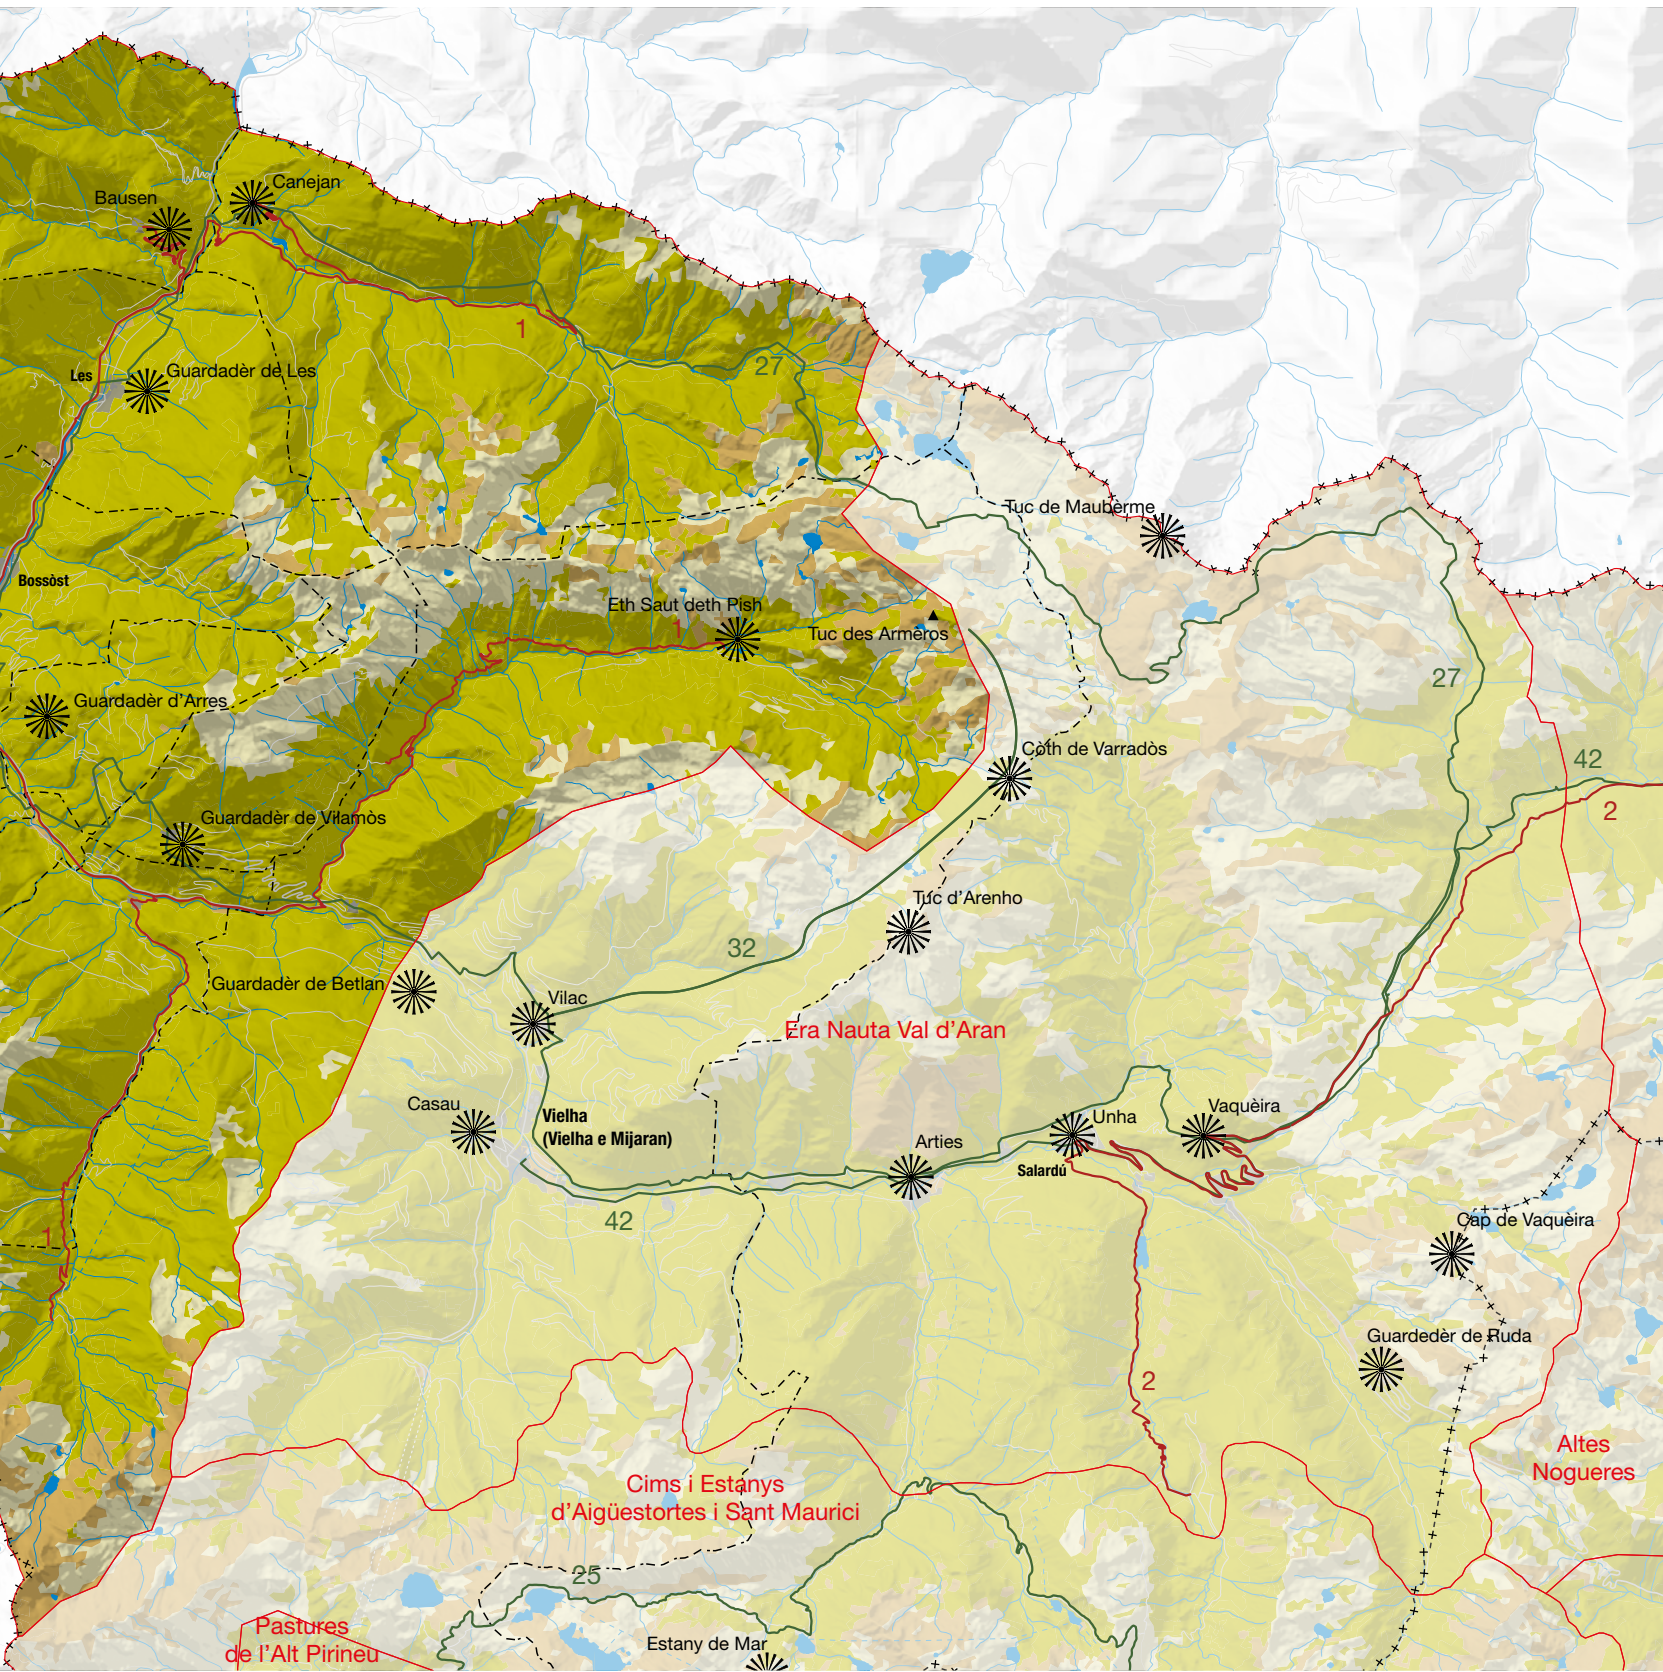 Canejan
Bausen
1
27
Guardadèr de Les
Les
Tuc de Mauberme
Bossòst
Eth Saut deth Pish
1
Tuc des Armèros
27
Guardadèr d'Arres
Còth de Varradòs
42
2
Guardadèr de Vilamòs
Tuc d'Arenho
32
Guardadèr de Betlan
Vilac
Era Nauta Val d'Aran
Casau
Vielha
(Vielha e Mijaran)
Vaquèira
Unha
Arties
Salardú
42
1
Cap de Vaquèira
Guardedèr de Ruda
2
Altes
Nogueres
Cims i Estanys
d'Aigüestortes i Sant Maurici
25
Pastures
de l'Alt Pirineu
Estany de Mar